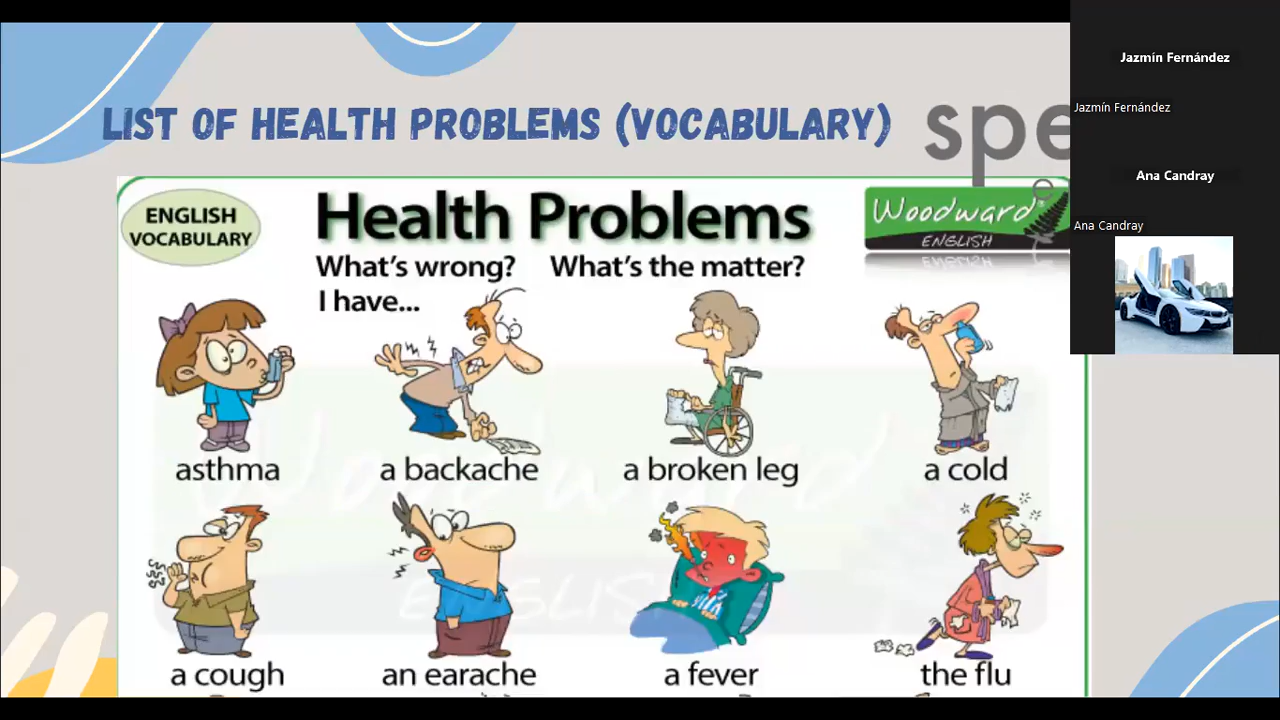 LIST OF HEALTH PROBLEMS (VOCABULARY)
spe
ENGLISH
VOCABULARY
Health Problems
What's wrong? What's the matter?
I have...
Woodward
ENGLISH
asthma a backache a broken leg a cold
a cough an earache a fever the flu
Jazmín Fernández
Jazmín Fernández
Ana Candray
Ana Candray